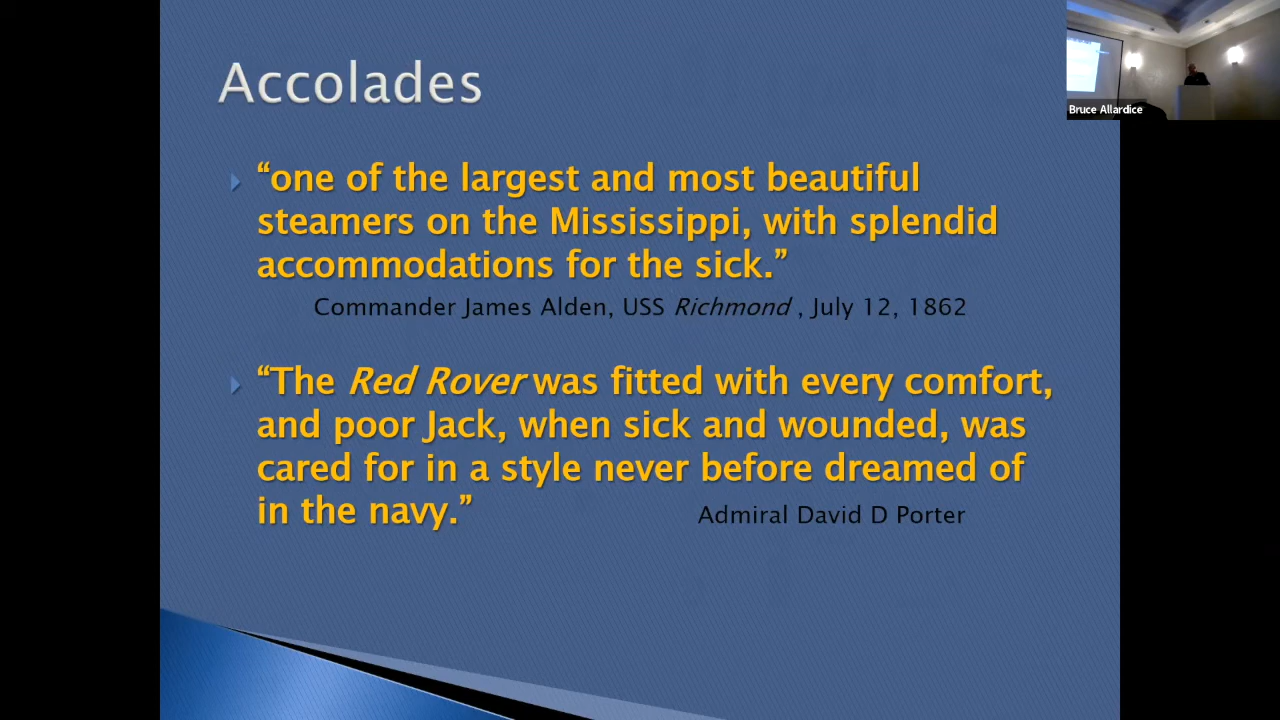 Accolades
“one of the largest and most beautiful
steamers on the Mississippi, with splendid
accommodations for the sick.”
Commander James Alden, USS Richmond , July 12, 1862
“The Red Rover was fitted with every comfort,
and poor Jack, when sick and wounded, was
cared for in a style never before dreamed of
in the navy.” Admiral David D Porter
Bruce Allardice